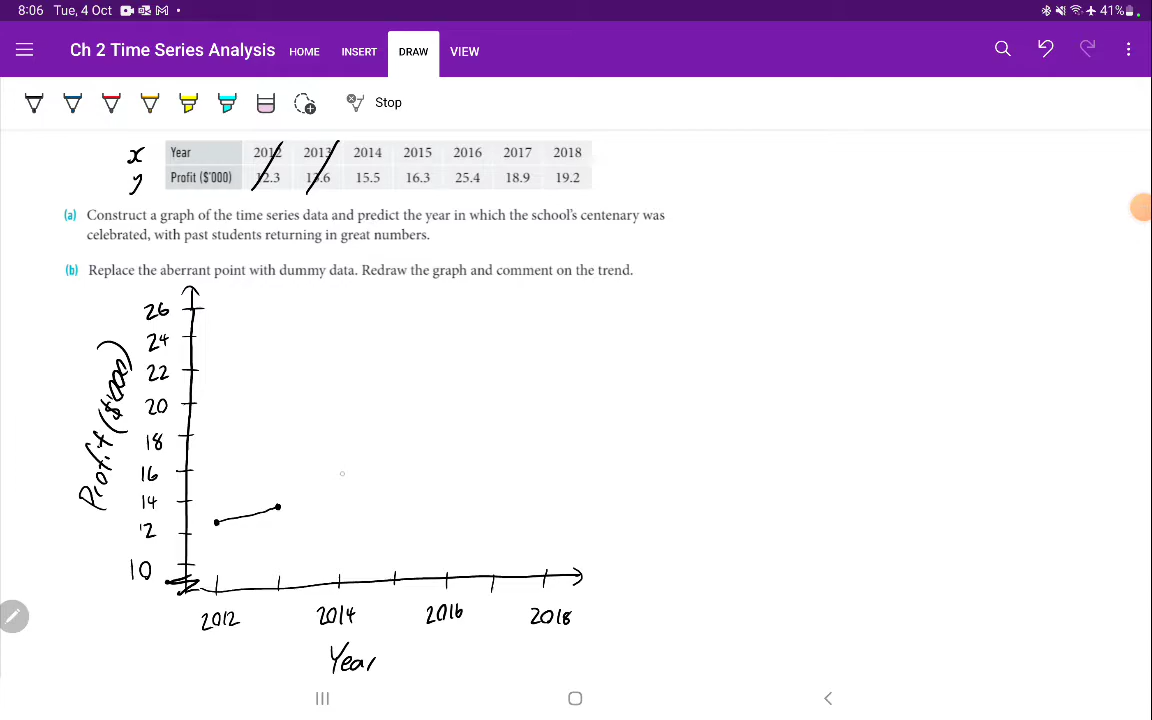 8:06 Tue, 4 Oct
41%
Ch 2 Time Series Analysis HOME INSERT DRAW VIEW
Stop
x Year 2012 2013 2014 2015 2016 2017 2018
y Profit ($'000) 12.3 13.6 15.5 16.3 25.4 18.9 19.2
(a) Construct a graph of the time series data and predict the year in which the school's centenary was
celebrated, with past students returning in great numbers.
(b) Replace the aberrant point with dummy data. Redraw the graph and comment on the trend.
Profit ($'000)
26
24
22
20
18
16
14
12
10
2012 2014 2016 2018
Year